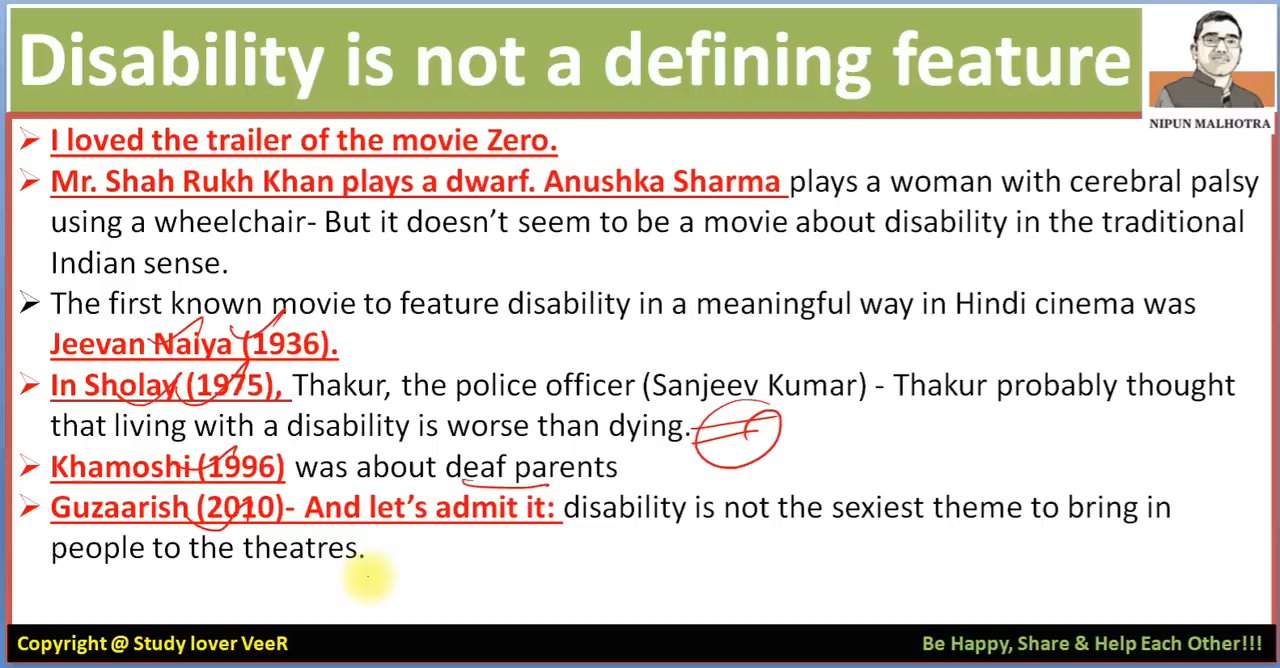 Disability is not a defining feature
NIPUN MALHOTRA
➢ I loved the trailer of the movie Zero.
➢ Mr. Shah Rukh Khan plays a dwarf. Anushka Sharma plays a woman with cerebral palsy
using a wheelchair- But it doesn’t seem to be a movie about disability in the traditional
Indian sense.
➢ The first known movie to feature disability in a meaningful way in Hindi cinema was
Jeevan Naiya (1936).
➢ In Sholay (1975), Thakur, the police officer (Sanjeev Kumar) - Thakur probably thought
that living with a disability is worse than dying.
➢ Khamoshi (1996) was about deaf parents
➢ Guzaarish (2010)- And let’s admit it: disability is not the sexiest theme to bring in
people to the theatres.
Copyright @ Study lover VeeR
Be Happy, Share & Help Each Other!!!